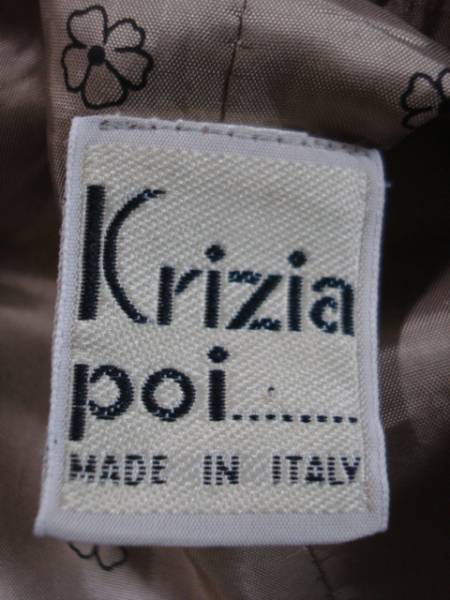 Krizia
poi........
MADE IN ITALY